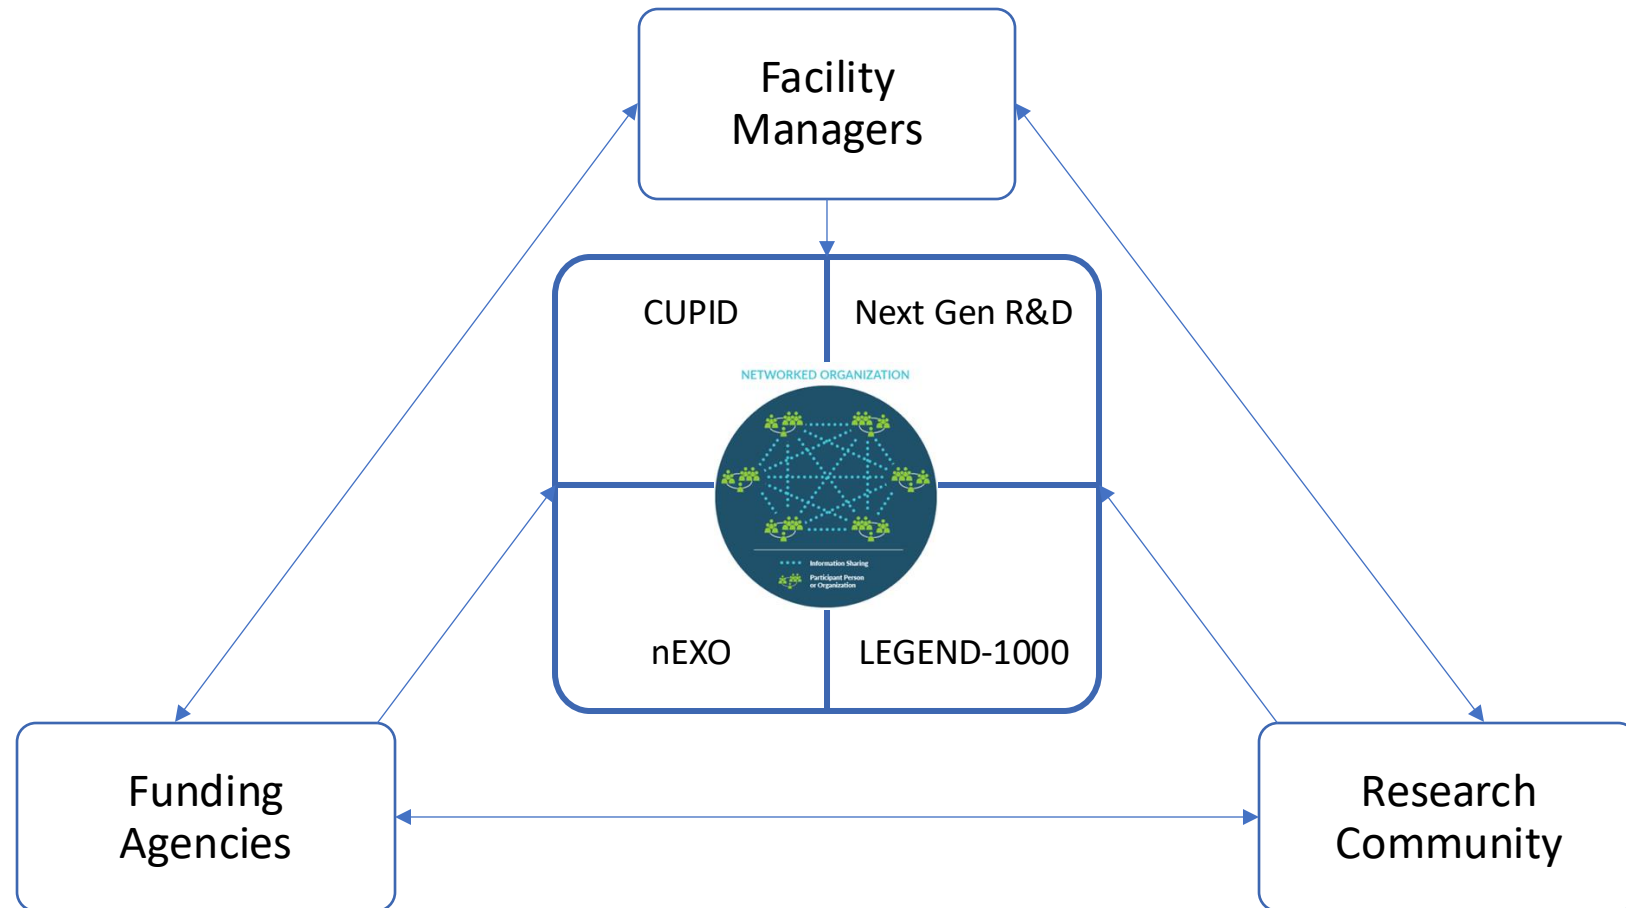 Facility
Managers
CUPID
Next Gen R&D
NETWORKED ORGANIZATION
Information Sharing
Participant Person
or Organization
nEXO
LEGEND-1000
Funding
Agencies
Research
Community